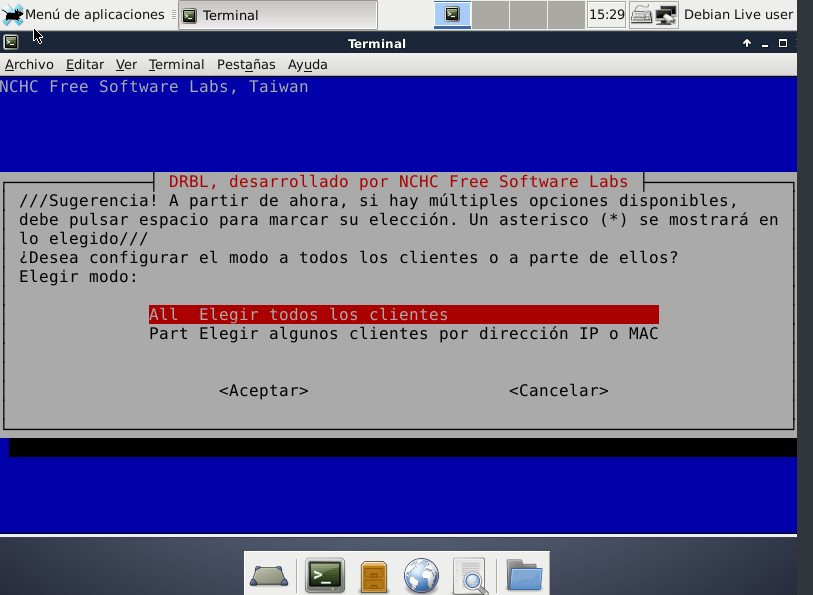 Menú de aplicaciones
Terminal
15:29
Debian Live user
Terminal
Archivo Editar Ver Terminal Pestañas Ayuda
NCHC Free Software Labs, Taiwan
DRBL, desarrollado por NCHC Free Software Labs
///Sugerencia! A partir de ahora, si hay múltiples opciones disponibles,
debe pulsar espacio para marcar su elección. Un asterisco (*) se mostrará en
lo elegido///
¿Desea configurar el modo a todos los clientes o a parte de ellos?
Elegir modo:
All Elegir todos los clientes
Part Elegir algunos clientes por dirección IP o MAC
<Aceptar> <Cancelar>